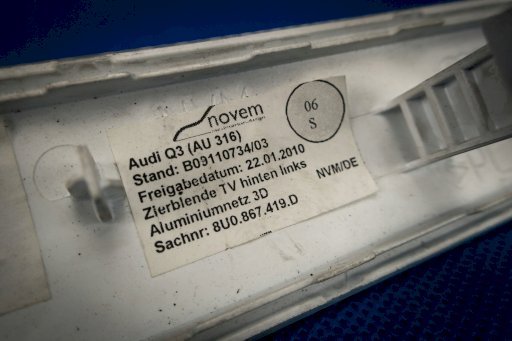 novem
06
S
Audi Q3 (AU 316)
Stand: B09110734/03
Freigabedatum: 22.01.2010
Zierblende TV hinten links
NVM/DE
Aluminiumnetz 3D
Sachnr: 8U0.867.419.D